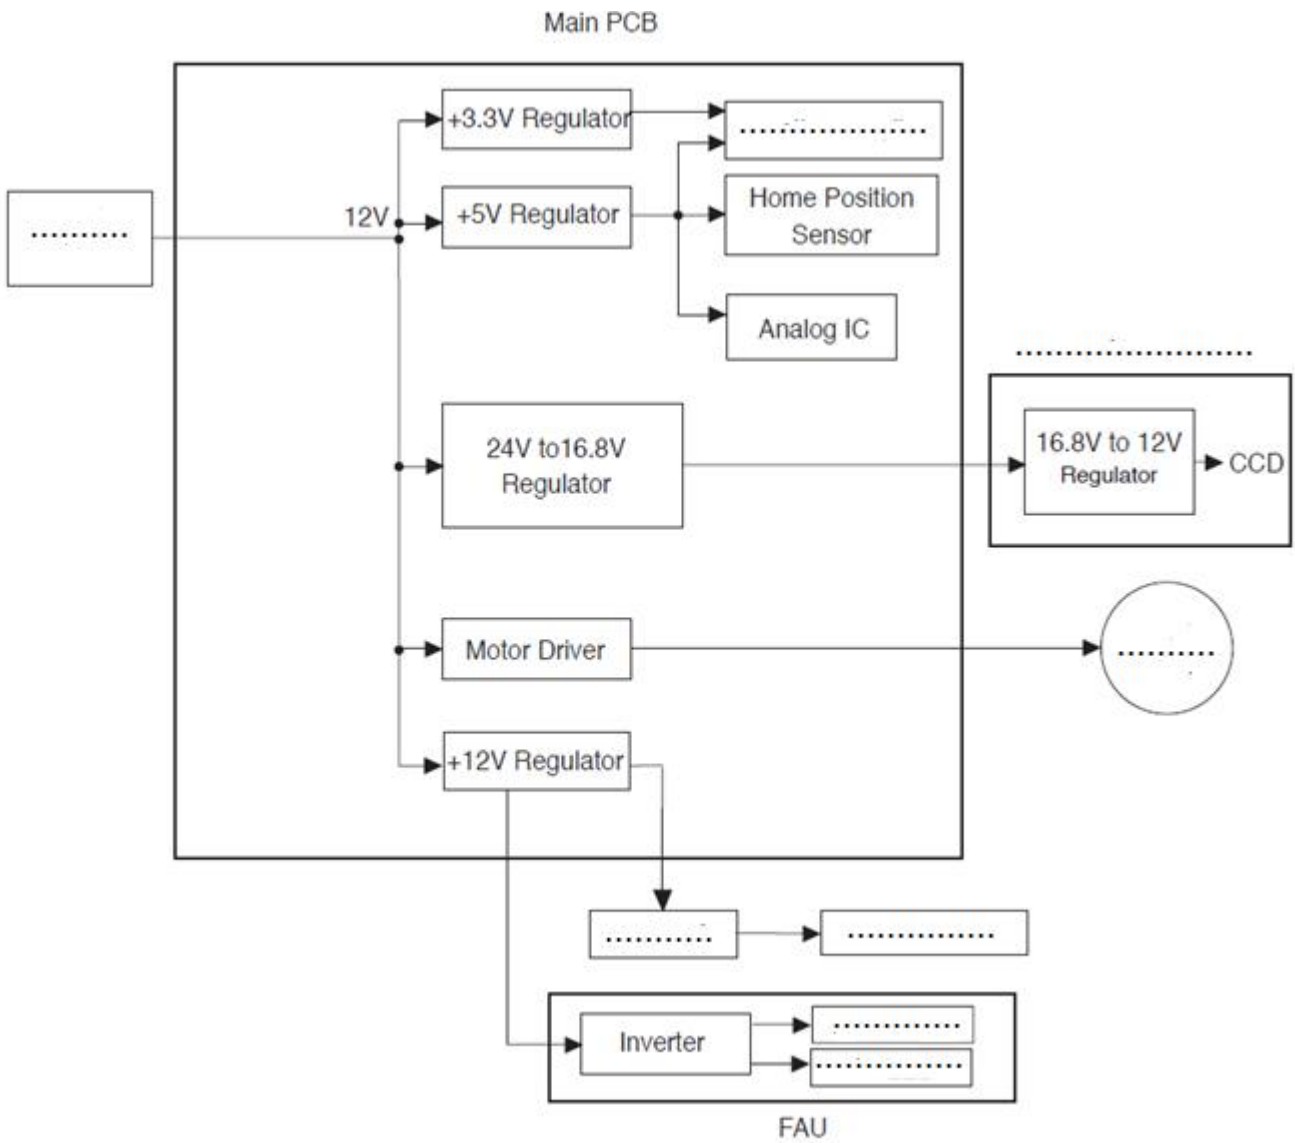 Main PCB
+3.3V Regulator
....................
12V
+5V Regulator
Home Position
Sensor
..........
Analog IC
........................
24V to16.8V
Regulator
16.8V to 12V
Regulator
CCD
Motor Driver
..........
+12V Regulator
...........
...............
Inverter
.............
...............
FAU